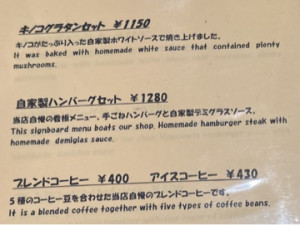 キノコグラタンセット ￥1150
キノコがたっぷり入った自家製ホワイトソースで焼き上げました。
It was baked with homemade white sauce that contained plenty
muzhrooms.
自家製ハンバーグセット ￥1280
当店自慢の看板メニュー、手ごねハンバーグと自家製デミグラスソース。
This signboard menu boats our shop. Homemade hamburger steak with
homemade demiglas sauce.
ブレンドコーヒー ￥400 アイスコーヒー ￥430
5種のコーヒー豆を合わせた当店自慢のブレンドコーヒーです。
It is a blended coffee together with five types of coffee beans.